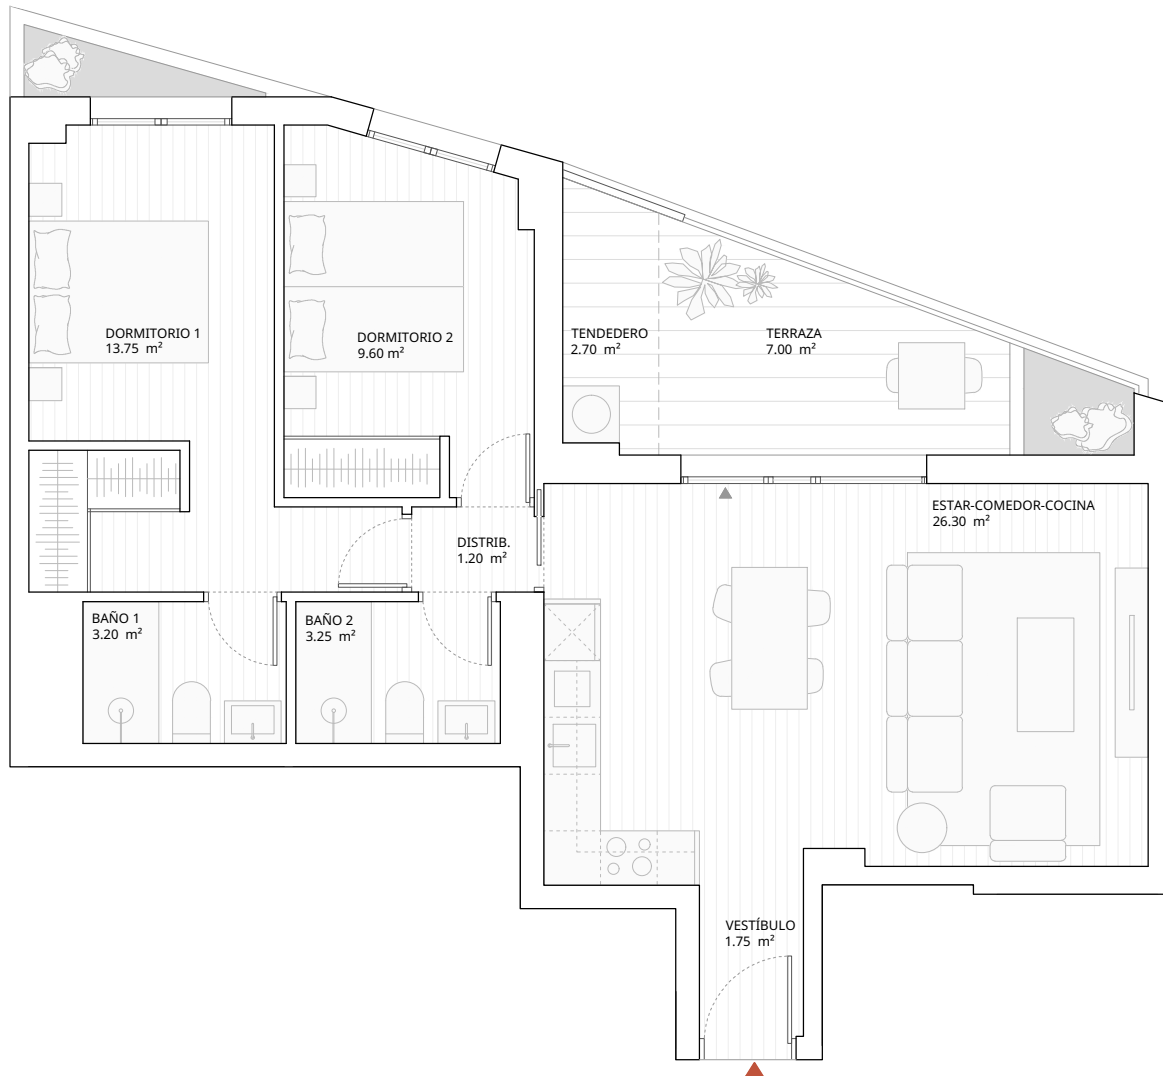 DORMITORIO 1
13.75 m²
DORMITORIO 2
9.60 m²
TENDEDERO
2.70 m²
TERRAZA
7.00 m²
ESTAR-COMEDOR-COCINA
26.30 m²
DISTRIB.
1.20 m²
BAÑO 1
3.20 m²
BAÑO 2
3.25 m²
VESTÍBULO
1.75 m²